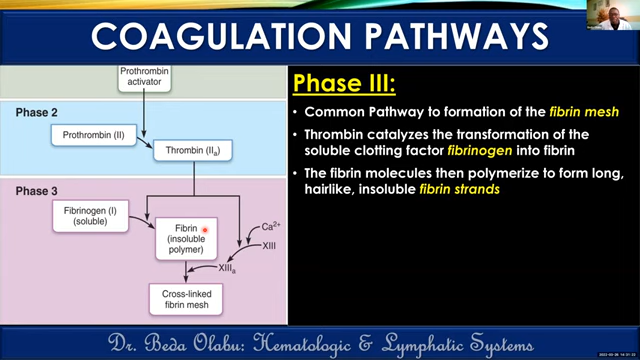 COAGULATION PATHWAYS
Prothrombin
activator
Phase 2
Prothrombin (II)
Thrombin (IIa)
Phase 3
Fibrinogen (I)
(soluble)
Fibrin
(insoluble
polymer)
Ca2+
XIII
XIIIa
Cross-linked
fibrin mesh
Phase III:
• Common Pathway to formation of the fibrin mesh
• Thrombin catalyzes the transformation of the
soluble clotting factor fibrinogen into fibrin
• The fibrin molecules then polymerize to form long,
hairlike, insoluble fibrin strands
Dr. Beda Olabu: Hematologic & Lymphatic Systems